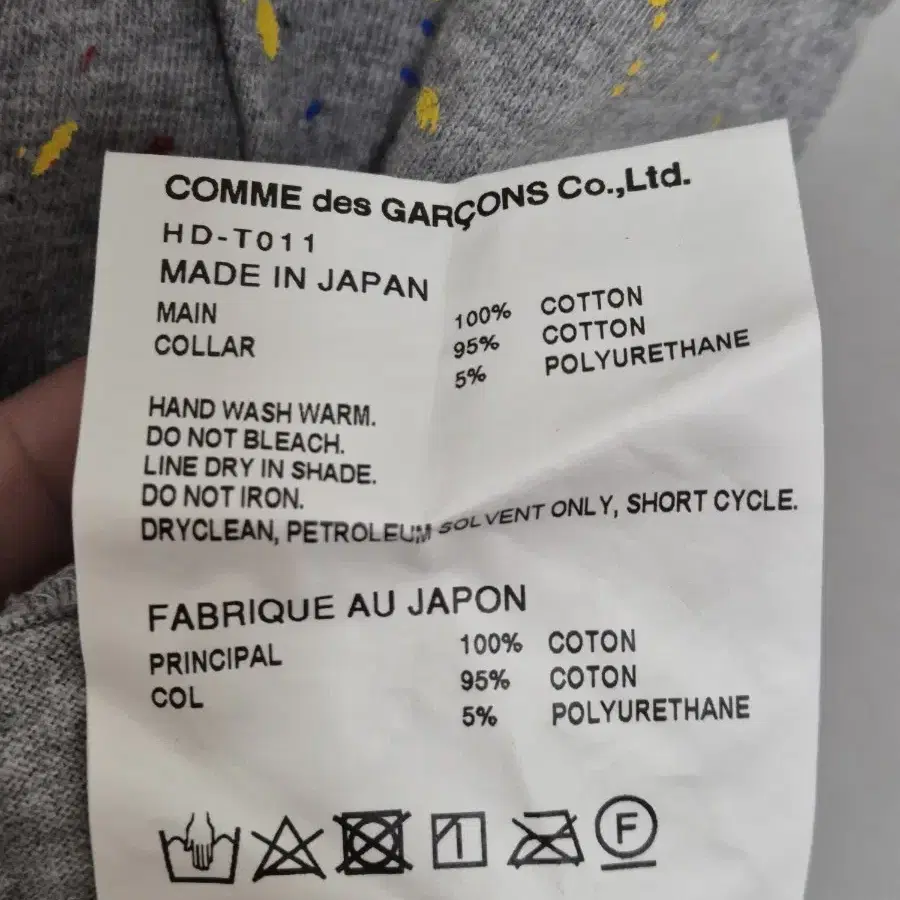 COMME des GARÇONS Co.,Ltd.
HD-T011
MADE IN JAPAN
MAIN 100% COTTON
COLLAR 95% COTTON
5% POLYURETHANE
HAND WASH WARM.
DO NOT BLEACH.
LINE DRY IN SHADE.
DO NOT IRON.
DRYCLEAN, PETROLEUM SOLVENT ONLY, SHORT CYCLE.
FABRIQUE AU JAPON
PRINCIPAL 100% COTON
COL 95% COTON
5% POLYURETHANE
F